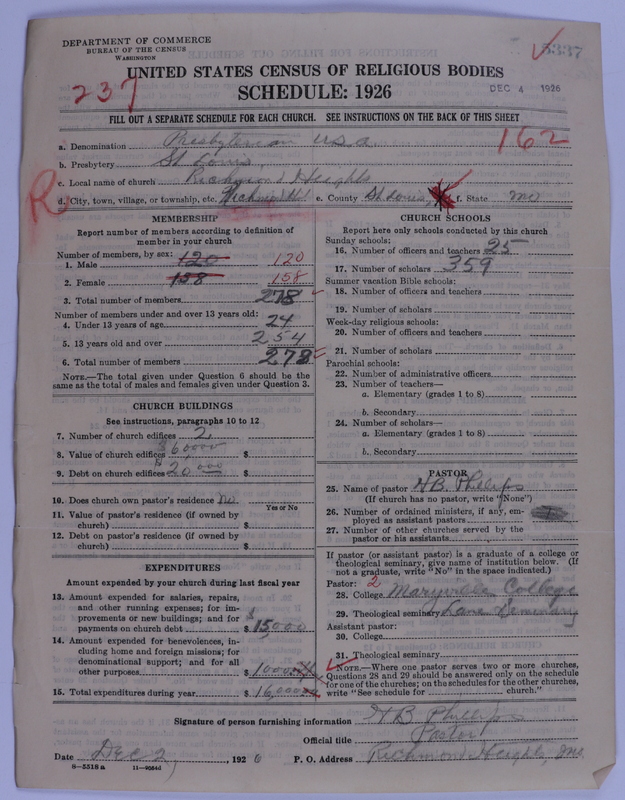 DEPARTMENT OF COMMERCE
BUREAU OF THE CENSUS
WASHINGTON
5337
237
UNITED STATES CENSUS OF RELIGIOUS BODIES
SCHEDULE: 1926
DEC 4 1926
FILL OUT A SEPARATE SCHEDULE FOR EACH CHURCH. SEE INSTRUCTIONS ON THE BACK OF THIS SHEET
162
a. Denomination Presbyterian U.S.A.
b. Presbytery St Louis,
c. Local name of church Richmond Heights
R
d. City, town, village, or township, etc. Richmond H e. County St Louis, f. State Mo
MEMBERSHIP
Report number of members according to definition of
member in your church
Number of members, by sex:
1. Male 120 120
2. Female 158 158
3. Total number of members 278
Number of members under and over 13 years old:
4. Under 13 years of age 24
5. 13 years old and over 254
6. Total number of members 278
NOTE.—The total given under Question 6 should be the
same as the total of males and females given under Question 3.
CHURCH BUILDINGS
See instructions, paragraphs 10 to 12
7. Number of church edifices 2
8. Value of church edifices $60000 $
9. Debt on church edifices $20,000 $
10. Does church own pastor's residence No
Yes or No
11. Value of pastor's residence (if owned by
church) $
12. Debt on pastor's residence (if owned by
church) $
EXPENDITURES
Amount expended by your church during last fiscal year
13. Amount expended for salaries, repairs,
and other running expenses; for im-
provements or new buildings; and for
payments on church debt $ 15,000
14. Amount expended for benevolences, in-
cluding home and foreign missions; for
denominational support; and for all
other purposes $ 1000
15. Total expenditures during year $ 16,000
CHURCH SCHOOLS
Report here only schools conducted by this church
Sunday schools:
16. Number of officers and teachers 25
17. Number of scholars 359
Summer vacation Bible schools:
18. Number of officers and teachers
19. Number of scholars
Week-day religious schools:
20. Number of officers and teachers
21. Number of scholars
Parochial schools:
22. Number of administrative officers
23. Number of teachers—
a. Elementary (grades 1 to 8)
b. Secondary
24. Number of scholars—
a. Elementary (grades 1 to 8)
b. Secondary
PASTOR
25. Name of pastor H B. Phillips
(If church has no pastor, write "None")
26. Number of ordained ministers, if any, em-
ployed as assistant pastors
27. Number of other churches served by the
pastor or his assistants
If pastor (or assistant pastor) is a graduate of a college or
theological seminary, give name of institution below. (If
not a graduate, write "No" in the space indicated.)
Pastor: 2
28. College Maryville College
29. Theological seminary Lane Seminary
Assistant pastor:
30. College
31. Theological seminary
NOTE.—Where one pastor serves two or more churches,
Questions 28 and 29 should be answered only on the schedule
for one of the churches; on the schedules for the other churches,
write "See schedule for church."
Signature of person furnishing information H B Phillips
Official title Pastor
Date Dec 2, 1926 P. O. Address Richmond Heights, Mo.
8—5318a 11—9084d